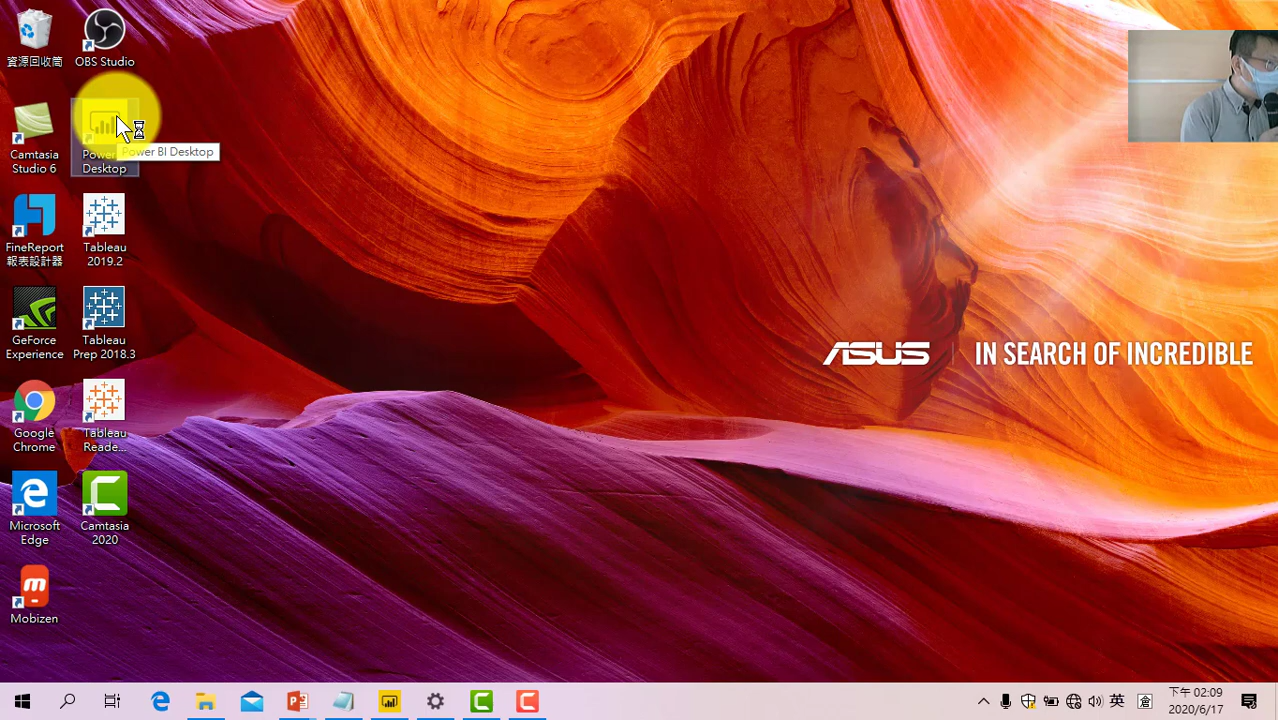 資源回收筒
OBS Studio
Camtasia
Studio 6
Power
Desktop
Power BI Desktop
FineReport
報表設計器
Tableau
2019.2
GeForce
Experience
Tableau
Prep 2018.3
Google
Chrome
Tableau
Reade...
Microsoft
Edge
Camtasia
2020
Mobizen
ASUS IN SEARCH OF INCREDIBLE
英
倉
下午 02:09
2020/6/17